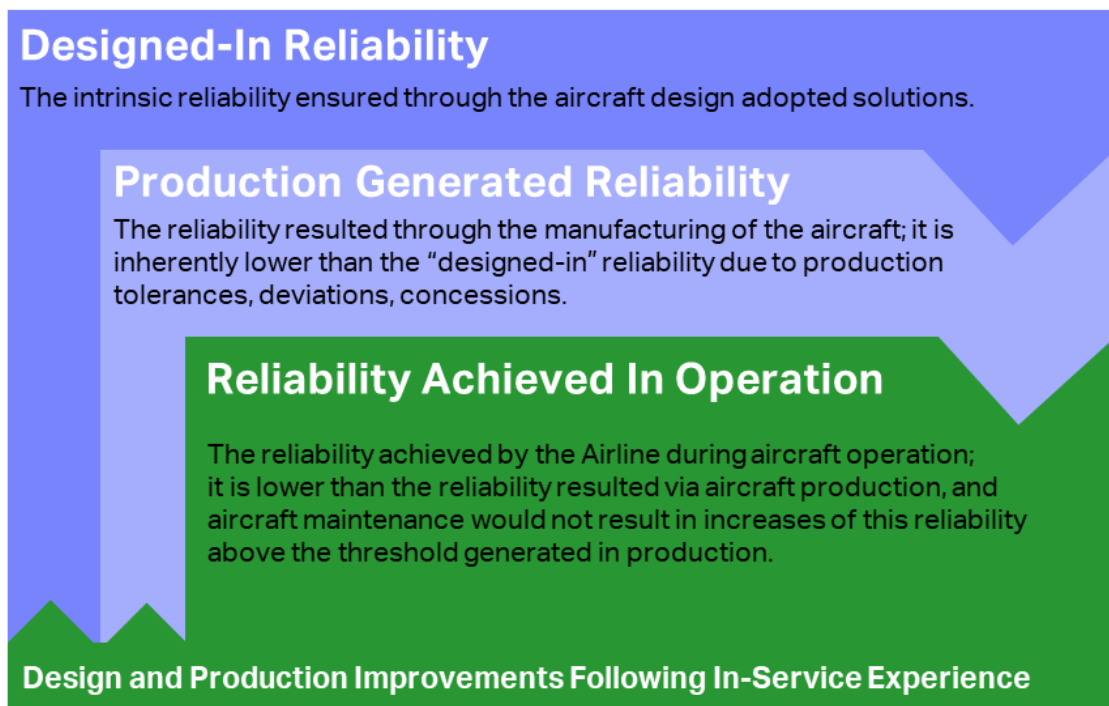 Designed-In Reliability
The intrinsic reliability ensured through the aircraft design adopted solutions.
Production Generated Reliability
The reliability resulted through the manufacturing of the aircraft; it is
inherently lower than the “designed-in” reliability due to production
tolerances, deviations, concessions.
Reliability Achieved In Operation
The reliability achieved by the Airline during aircraft operation;
it is lower than the reliability resulted via aircraft production, and
aircraft maintenance would not result in increases of this reliability
above the threshold generated in production.
Design and Production Improvements Following In-Service Experience